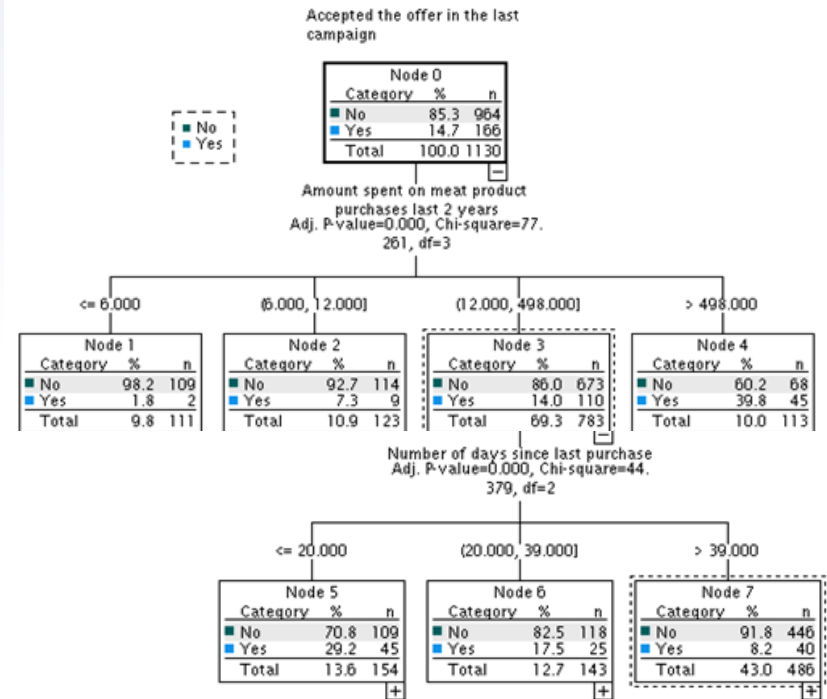 Accepted the offer in the last
campaign
No
Yes
Node 0
Category % n
No 85.3 964
Yes 14.7 166
Total 100.0 1130
Amount spent on meat product
purchases last 2 years
Adj. P-value=0.000, Chi-square=77.
261, df=3
<= 6.000 (6.000, 12.000] (12.000, 498.000] > 498.000
Node 1
Category % n
No 98.2 109
Yes 1.8 2
Total 9.8 111
Node 2
Category % n
No 92.7 114
Yes 7.3 9
Total 10.9 123
Node 3
Category % n
No 86.0 673
Yes 14.0 110
Total 69.3 783
Node 4
Category % n
No 60.2 68
Yes 39.8 45
Total 10.0 113
Number of days since last purchase
Adj. P-value=0.000, Chi-square=44.
379, df=2
<= 20.000 (20.000, 39.000] > 39.000
Node 5
Category % n
No 70.8 109
Yes 29.2 45
Total 13.6 154
Node 6
Category % n
No 82.5 118
Yes 17.5 25
Total 12.7 143
Node 7
Category % n
No 91.8 446
Yes 8.2 40
Total 43.0 486